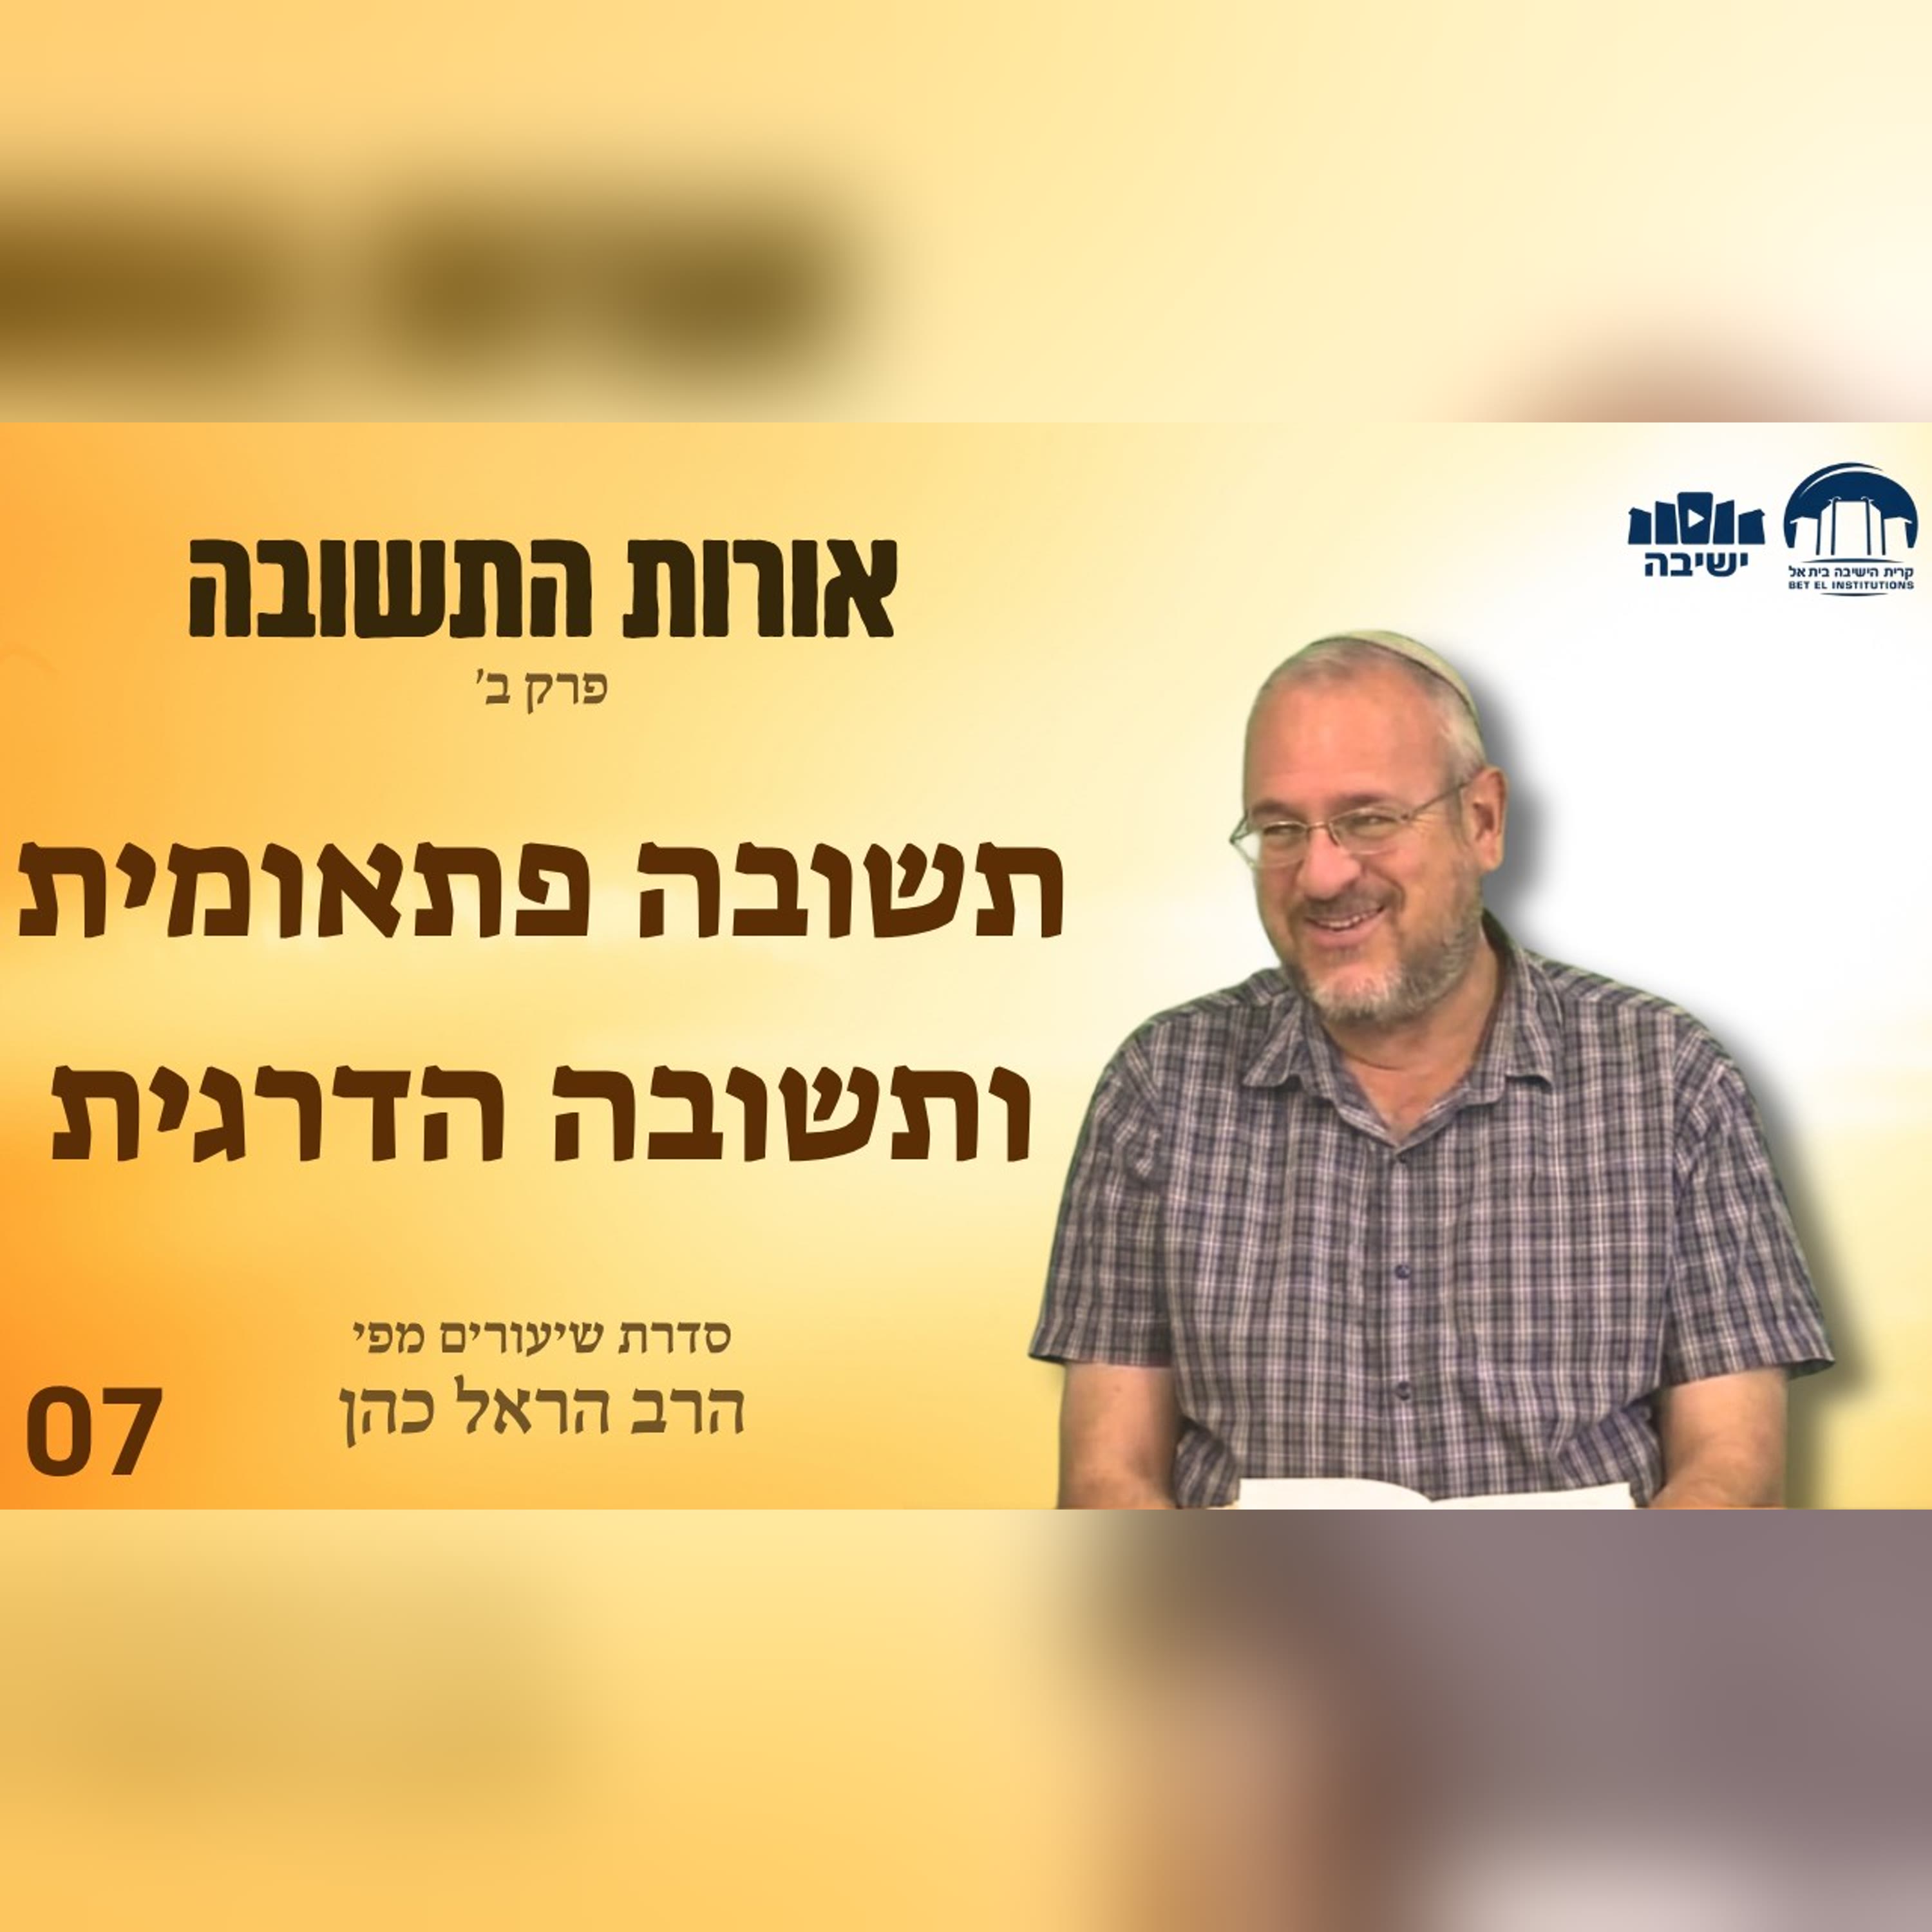 אורות התשובה
פרק ב'
תשובה פתאומית
ותשובה הדרגית
סדרת שיעורים מפי
הרב הראל כהן
07
ישיבה
קרית הישיבה בית אל
BET EL INSTITUTIONS